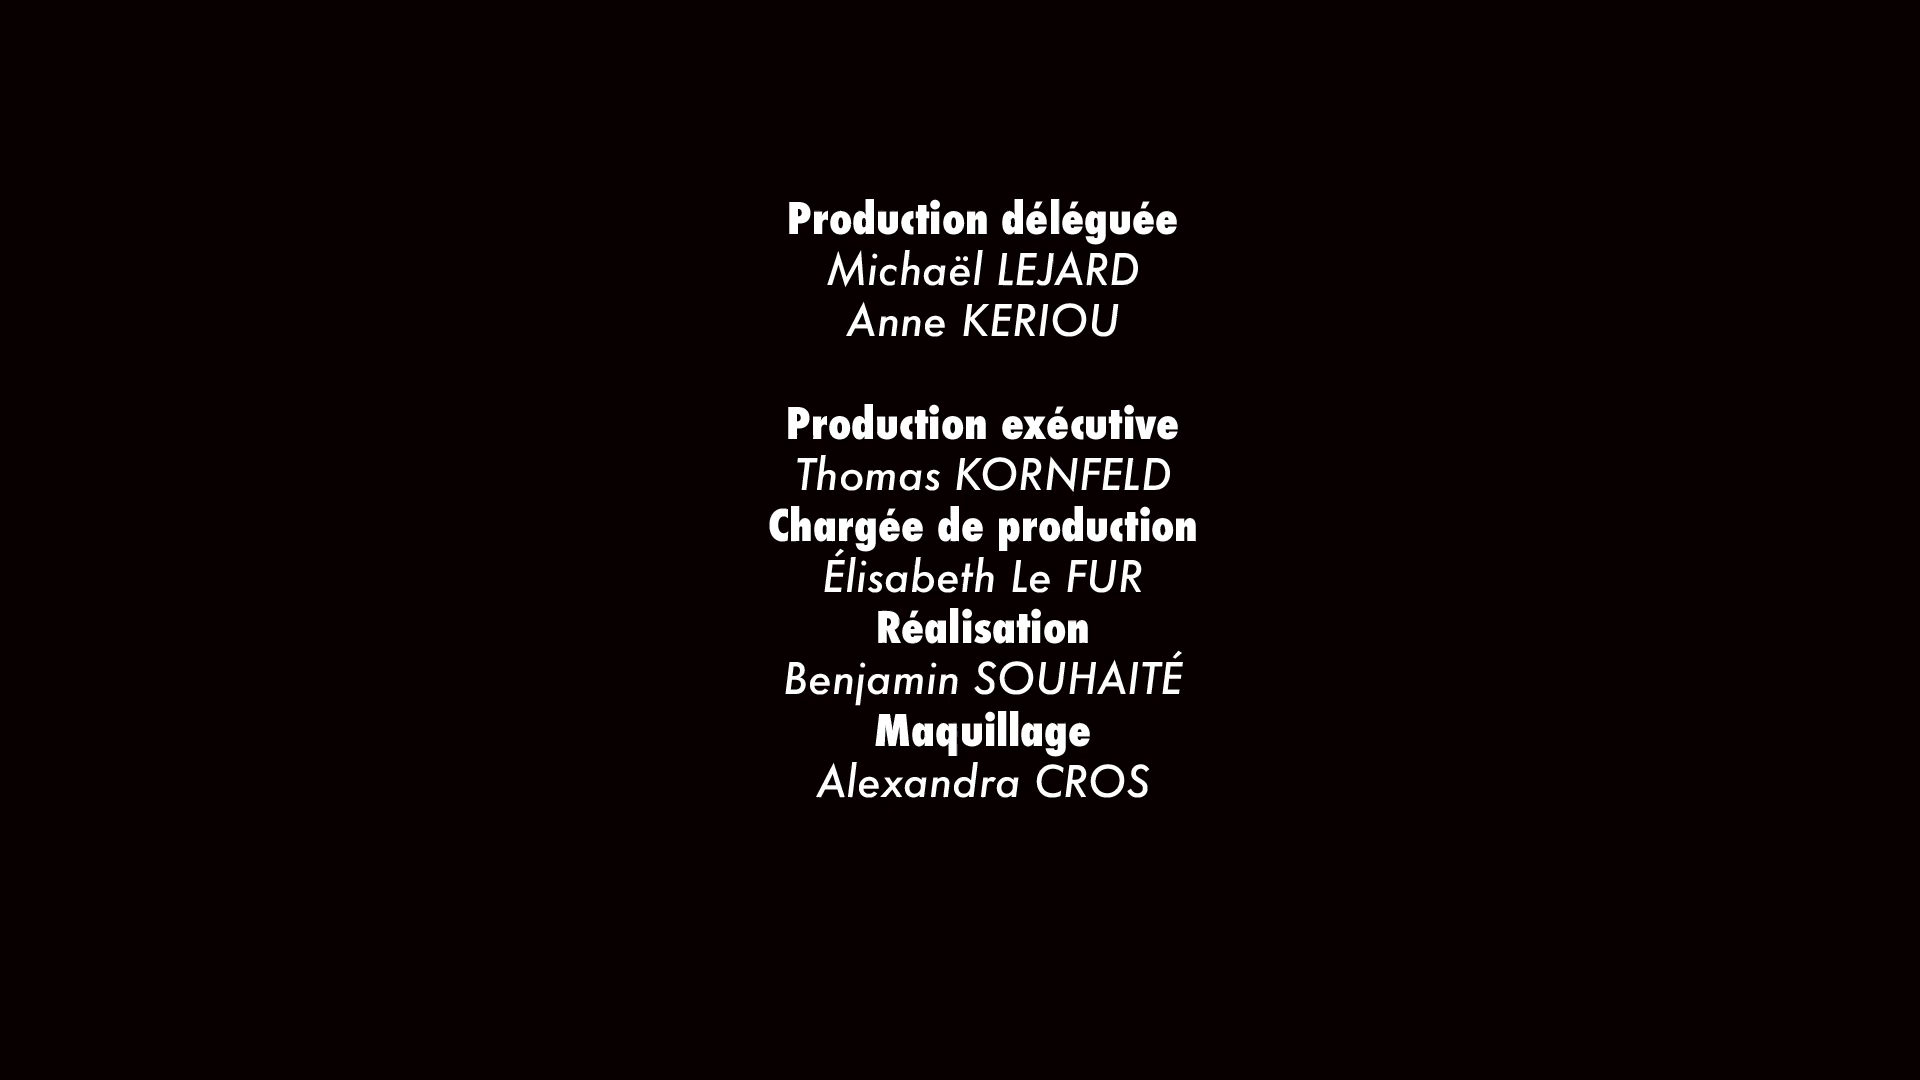 Production déléguée
Michaël LEJARD
Anne KERIOU
Production exécutive
Thomas KORNFELD
Chargée de production
Élisabeth Le FUR
Réalisation
Benjamin SOUHAITÉ
Maquillage
Alexandra CROS